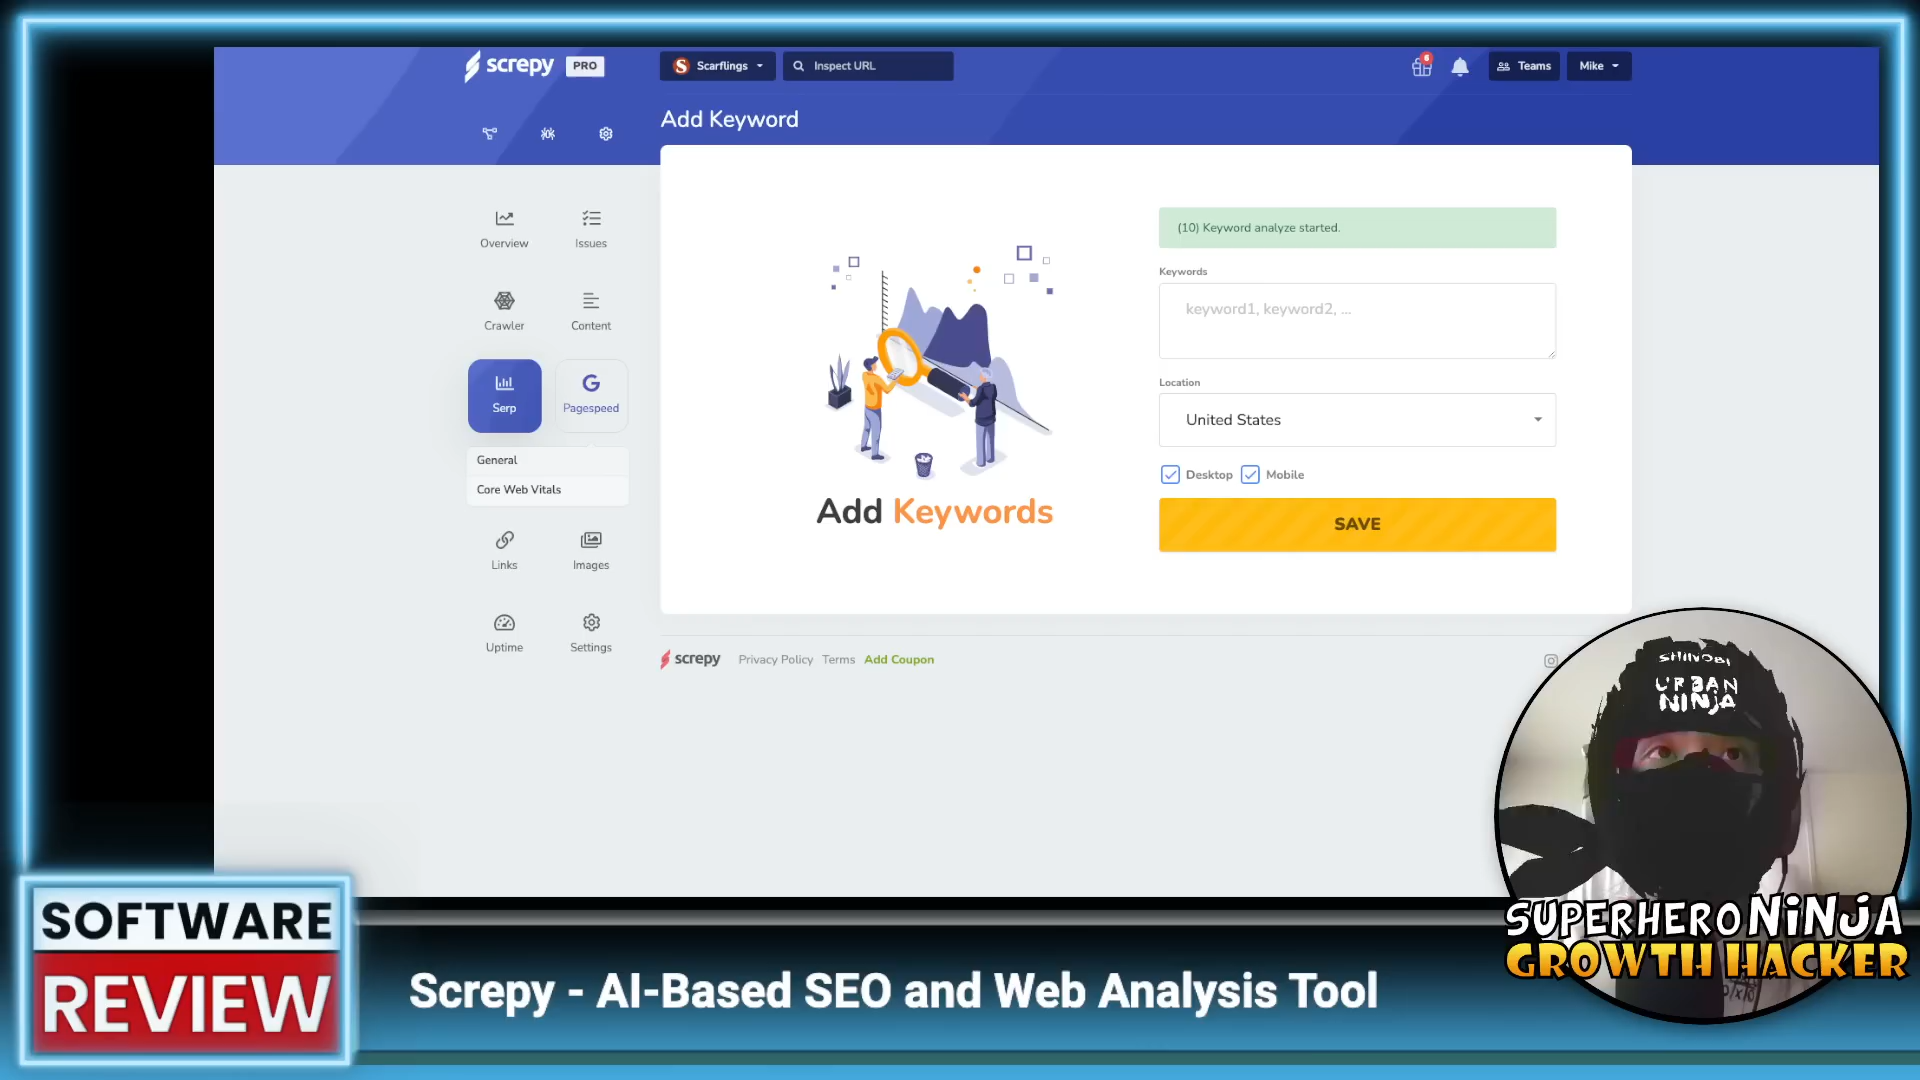 screpy PRO
Scarflings
Inspect URL
6
Teams
Mike
Add Keyword
Overview
Issues
Crawler
Content
Serp
Pagespeed
General
Core Web Vitals
Links
Images
Uptime
Settings
Add Keywords
(10) Keyword analyze started.
Keywords
keyword1, keyword2, ...
Location
United States
Desktop
Mobile
SAVE
screpy
Privacy Policy
Terms
Add Coupon
SHINOBI
URBAN
NINJA
SUPERHERO NINJA
GROWTH HACKER
SOFTWARE
REVIEW
Screpy - AI-Based SEO and Web Analysis Tool